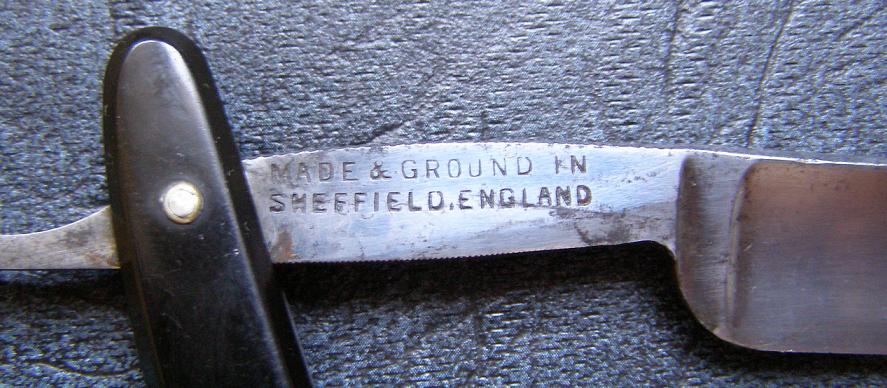 MADE & GROUND IN
SHEFFIELD.ENGLAND